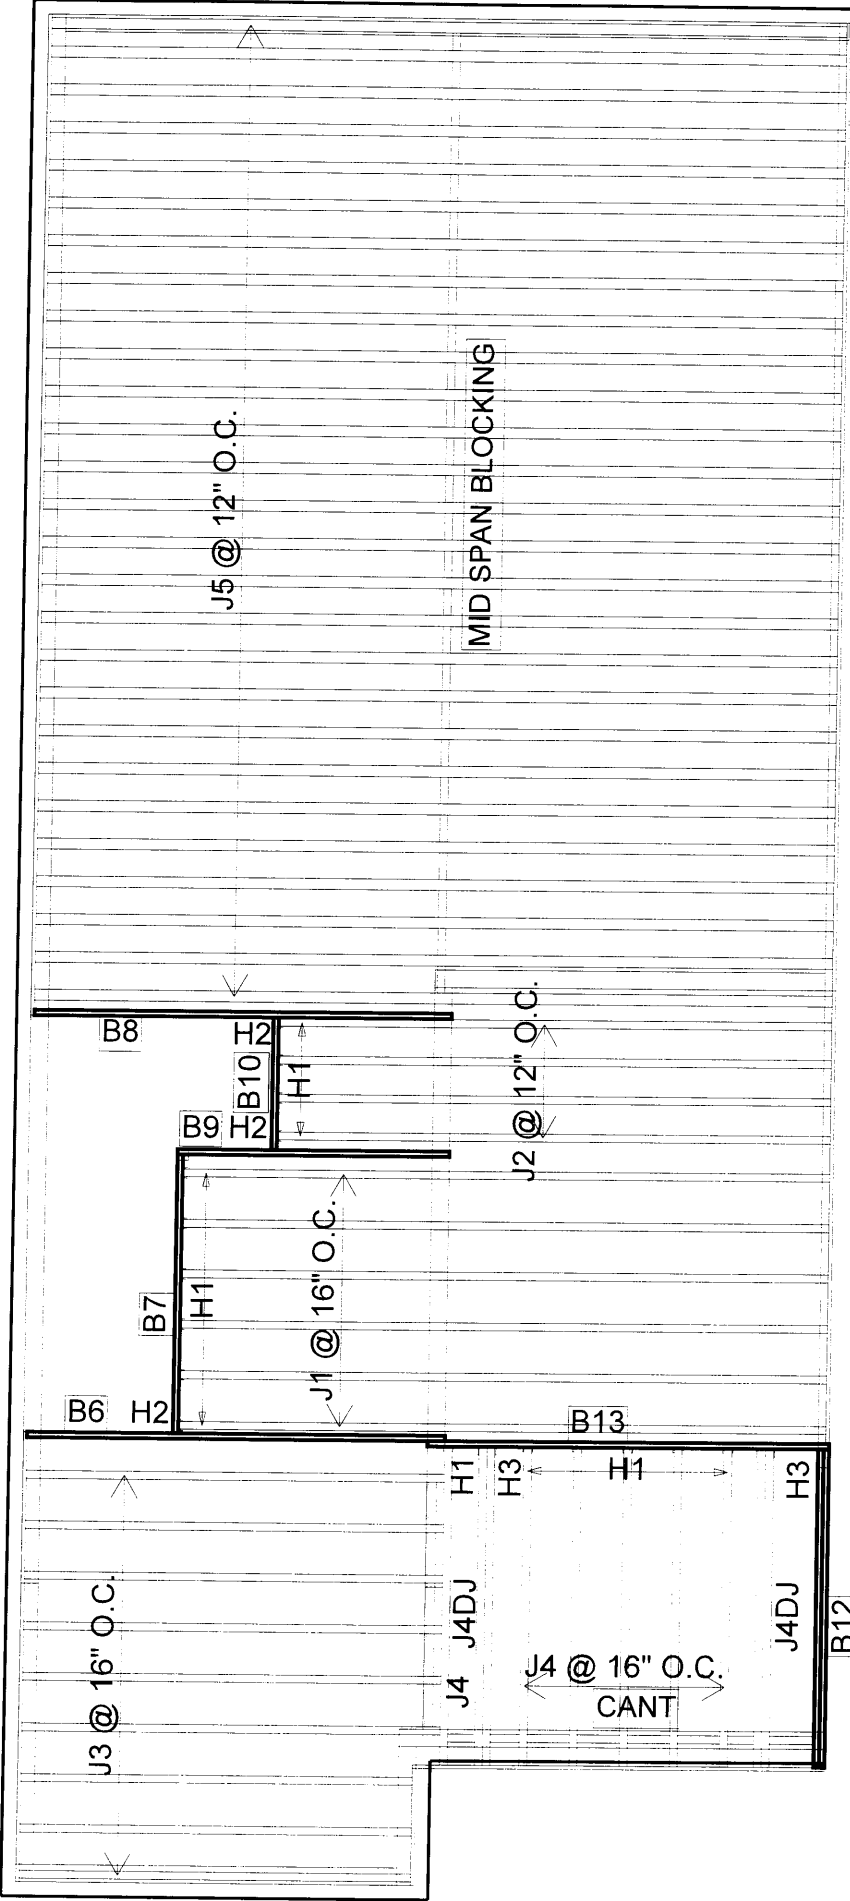 J5 @ 12" O.C.
MID SPAN BLOCKING
B8
H2
B10
H1
B9
H2
J2 @ 12" O.C.
B7
H1
J1 @ 16" O.C.
B6
H2
B13
H1
H3
H1
H3
J3 @ 16" O.C.
J4
J4DJ
J4 @ 16" O.C.
CANT
J4DJ
B12